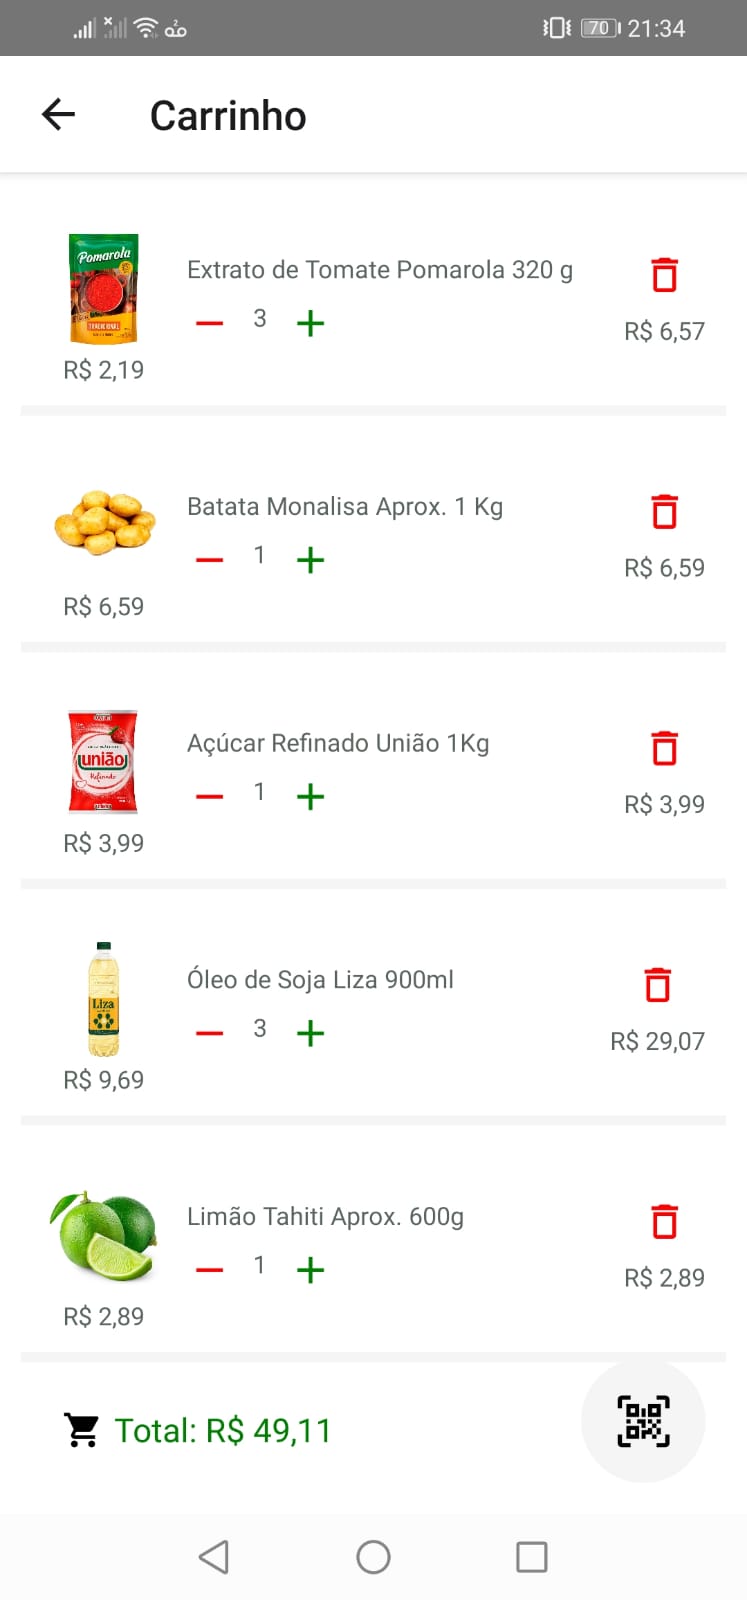 70 21:34
Carrinho
Pomarola
TRADICIONAL
Extrato de Tomate Pomarola 320 g
3
R$ 6,57
R$ 2,19
Batata Monalisa Aprox. 1 Kg
1
R$ 6,59
R$ 6,59
união
Refinado
Açúcar Refinado União 1Kg
1
R$ 3,99
R$ 3,99
Liza
Óleo de Soja Liza 900ml
3
R$ 29,07
R$ 9,69
Limão Tahiti Aprox. 600g
1
R$ 2,89
R$ 2,89
Total: R$ 49,11